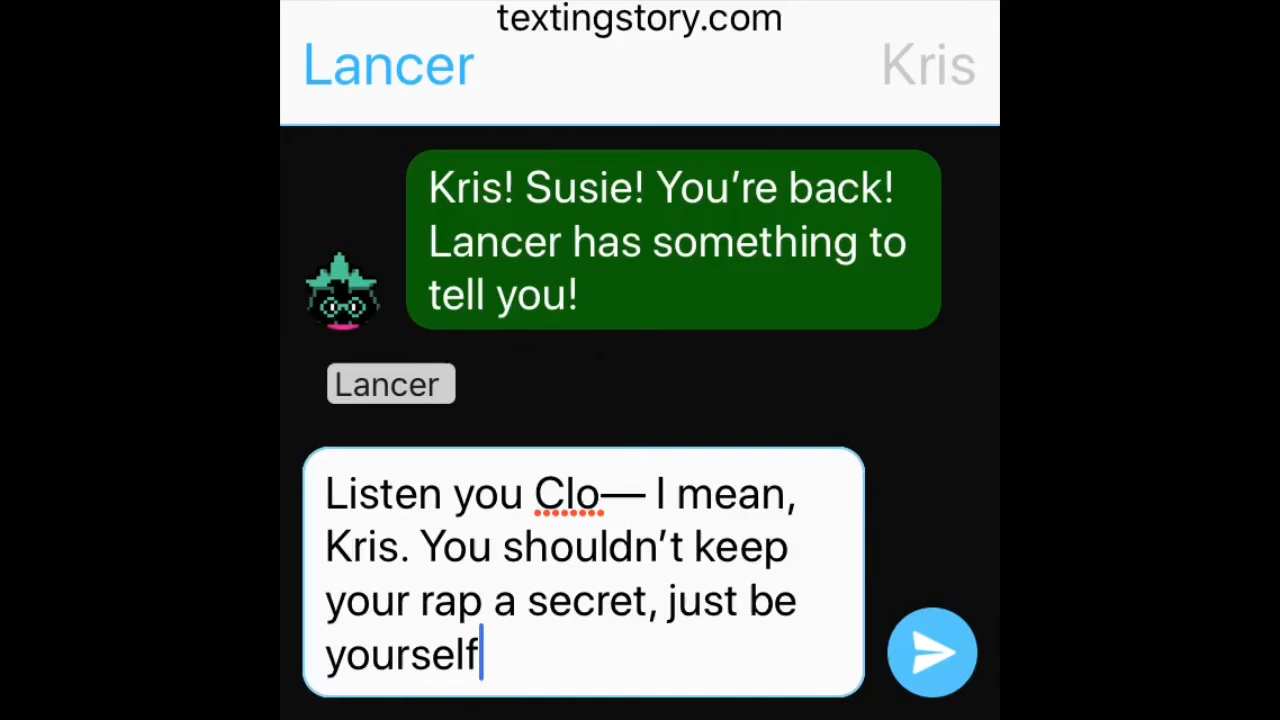 textingstory.com
Lancer Kris
Kris! Susie! You’re back!
Lancer has something to
tell you!
Lancer
Listen you Clo— I mean,
Kris. You shouldn’t keep
your rap a secret, just be
yourself